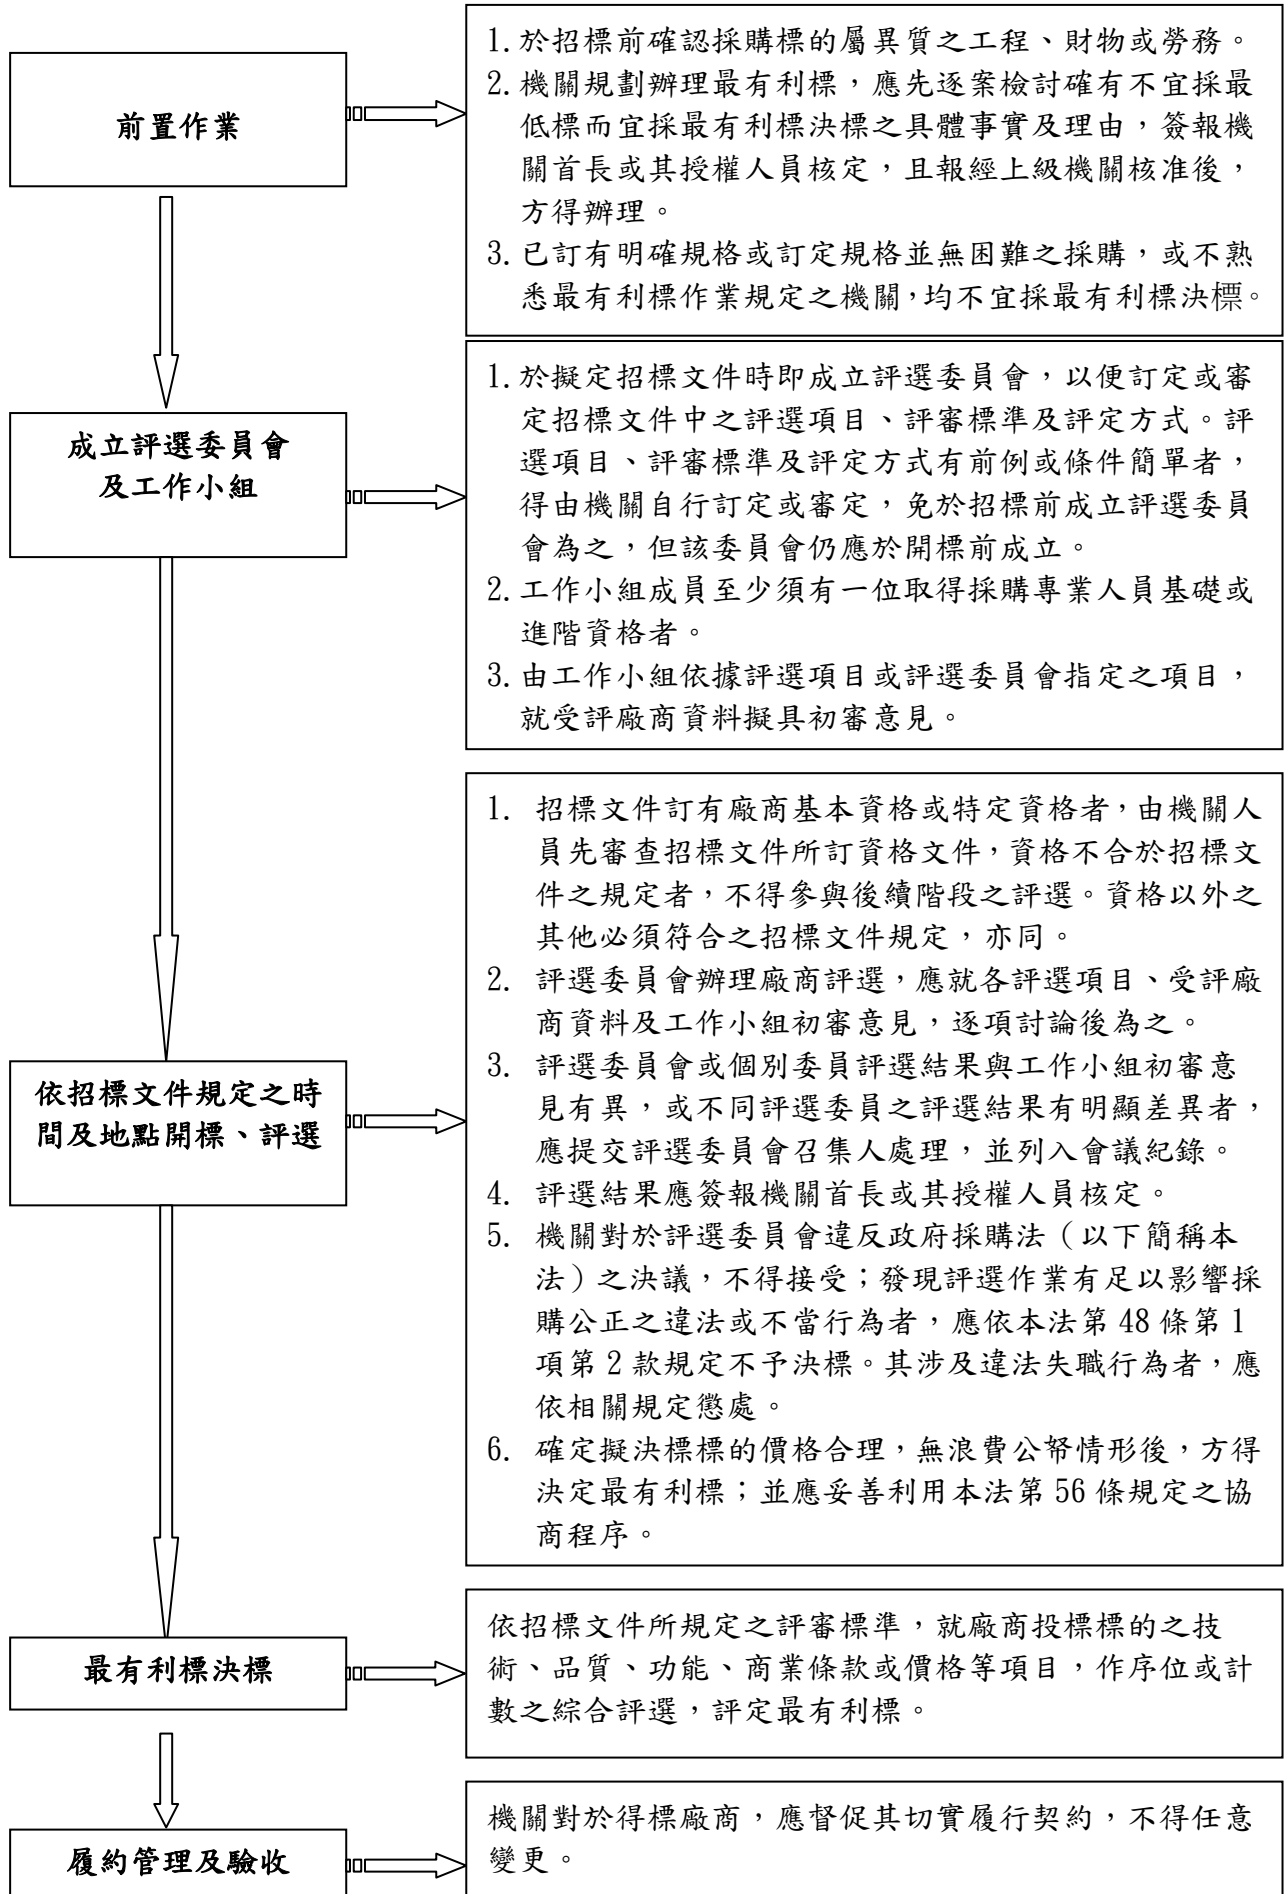 前置作業
1.於招標前確認採購標的屬異質之工程、財物或勞務。
2.機關規劃辦理最有利標，應先逐案檢討確有不宜採最
低標而宜採最有利標決標之具體事實及理由，簽報機
關首長或其授權人員核定，且報經上級機關核准後，
方得辦理。
3.已訂有明確規格或訂定規格並無困難之採購，或不熟
悉最有利標作業規定之機關，均不宜採最有利標決標。
成立評選委員會
及工作小組
1.於擬定招標文件時即成立評選委員會，以便訂定或審
定招標文件中之評選項目、評審標準及評定方式。評
選項目、評審標準及評定方式有前例或條件簡單者，
得由機關自行訂定或審定，免於招標前成立評選委員
會為之，但該委員會仍應於開標前成立。
2.工作小組成員至少須有一位取得採購專業人員基礎或
進階資格者。
3.由工作小組依據評選項目或評選委員會指定之項目，
就受評廠商資料擬具初審意見。
依招標文件規定之時
間及地點開標、評選
1. 招標文件訂有廠商基本資格或特定資格者，由機關人
員先審查招標文件所訂資格文件，資格不合於招標文
件之規定者，不得參與後續階段之評選。資格以外之
其他必須符合之招標文件規定，亦同。
2. 評選委員會辦理廠商評選，應就各評選項目、受評廠
商資料及工作小組初審意見，逐項討論後為之。
3. 評選委員會或個別委員評選結果與工作小組初審意
見有異，或不同評選委員之評選結果有明顯差異者，
應提交評選委員會召集人處理，並列入會議紀錄。
4. 評選結果應簽報機關首長或其授權人員核定。
5. 機關對於評選委員會違反政府採購法（以下簡稱本
法）之決議，不得接受；發現評選作業有足以影響採
購公正之違法或不當行為者，應依本法第 48 條第 1
項第 2 款規定不予決標。其涉及違法失職行為者，應
依相關規定懲處。
6. 確定擬決標標的價格合理，無浪費公帑情形後，方得
決定最有利標；並應妥善利用本法第 56 條規定之協
商程序。
最有利標決標
依招標文件所規定之評審標準，就廠商投標標的之技
術、品質、功能、商業條款或價格等項目，作序位或計
數之綜合評選，評定最有利標。
履約管理及驗收
機關對於得標廠商，應督促其切實履行契約，不得任意
變更。